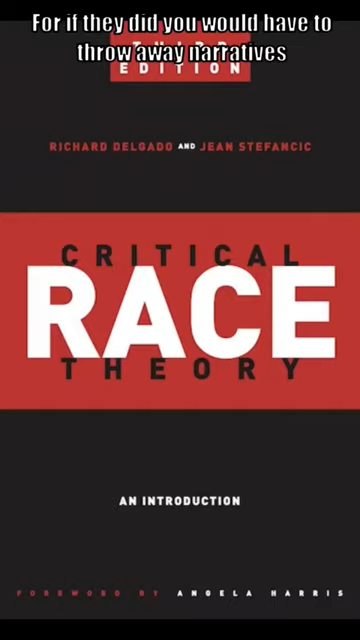 For if they did you would have to
throw away narratives
THIRD
EDITION
RICHARD DELGADO AND JEAN STEFANCIC
CRITICAL
RACE
THEORY
AN INTRODUCTION
FOREWORD BY ANGELA HARRIS